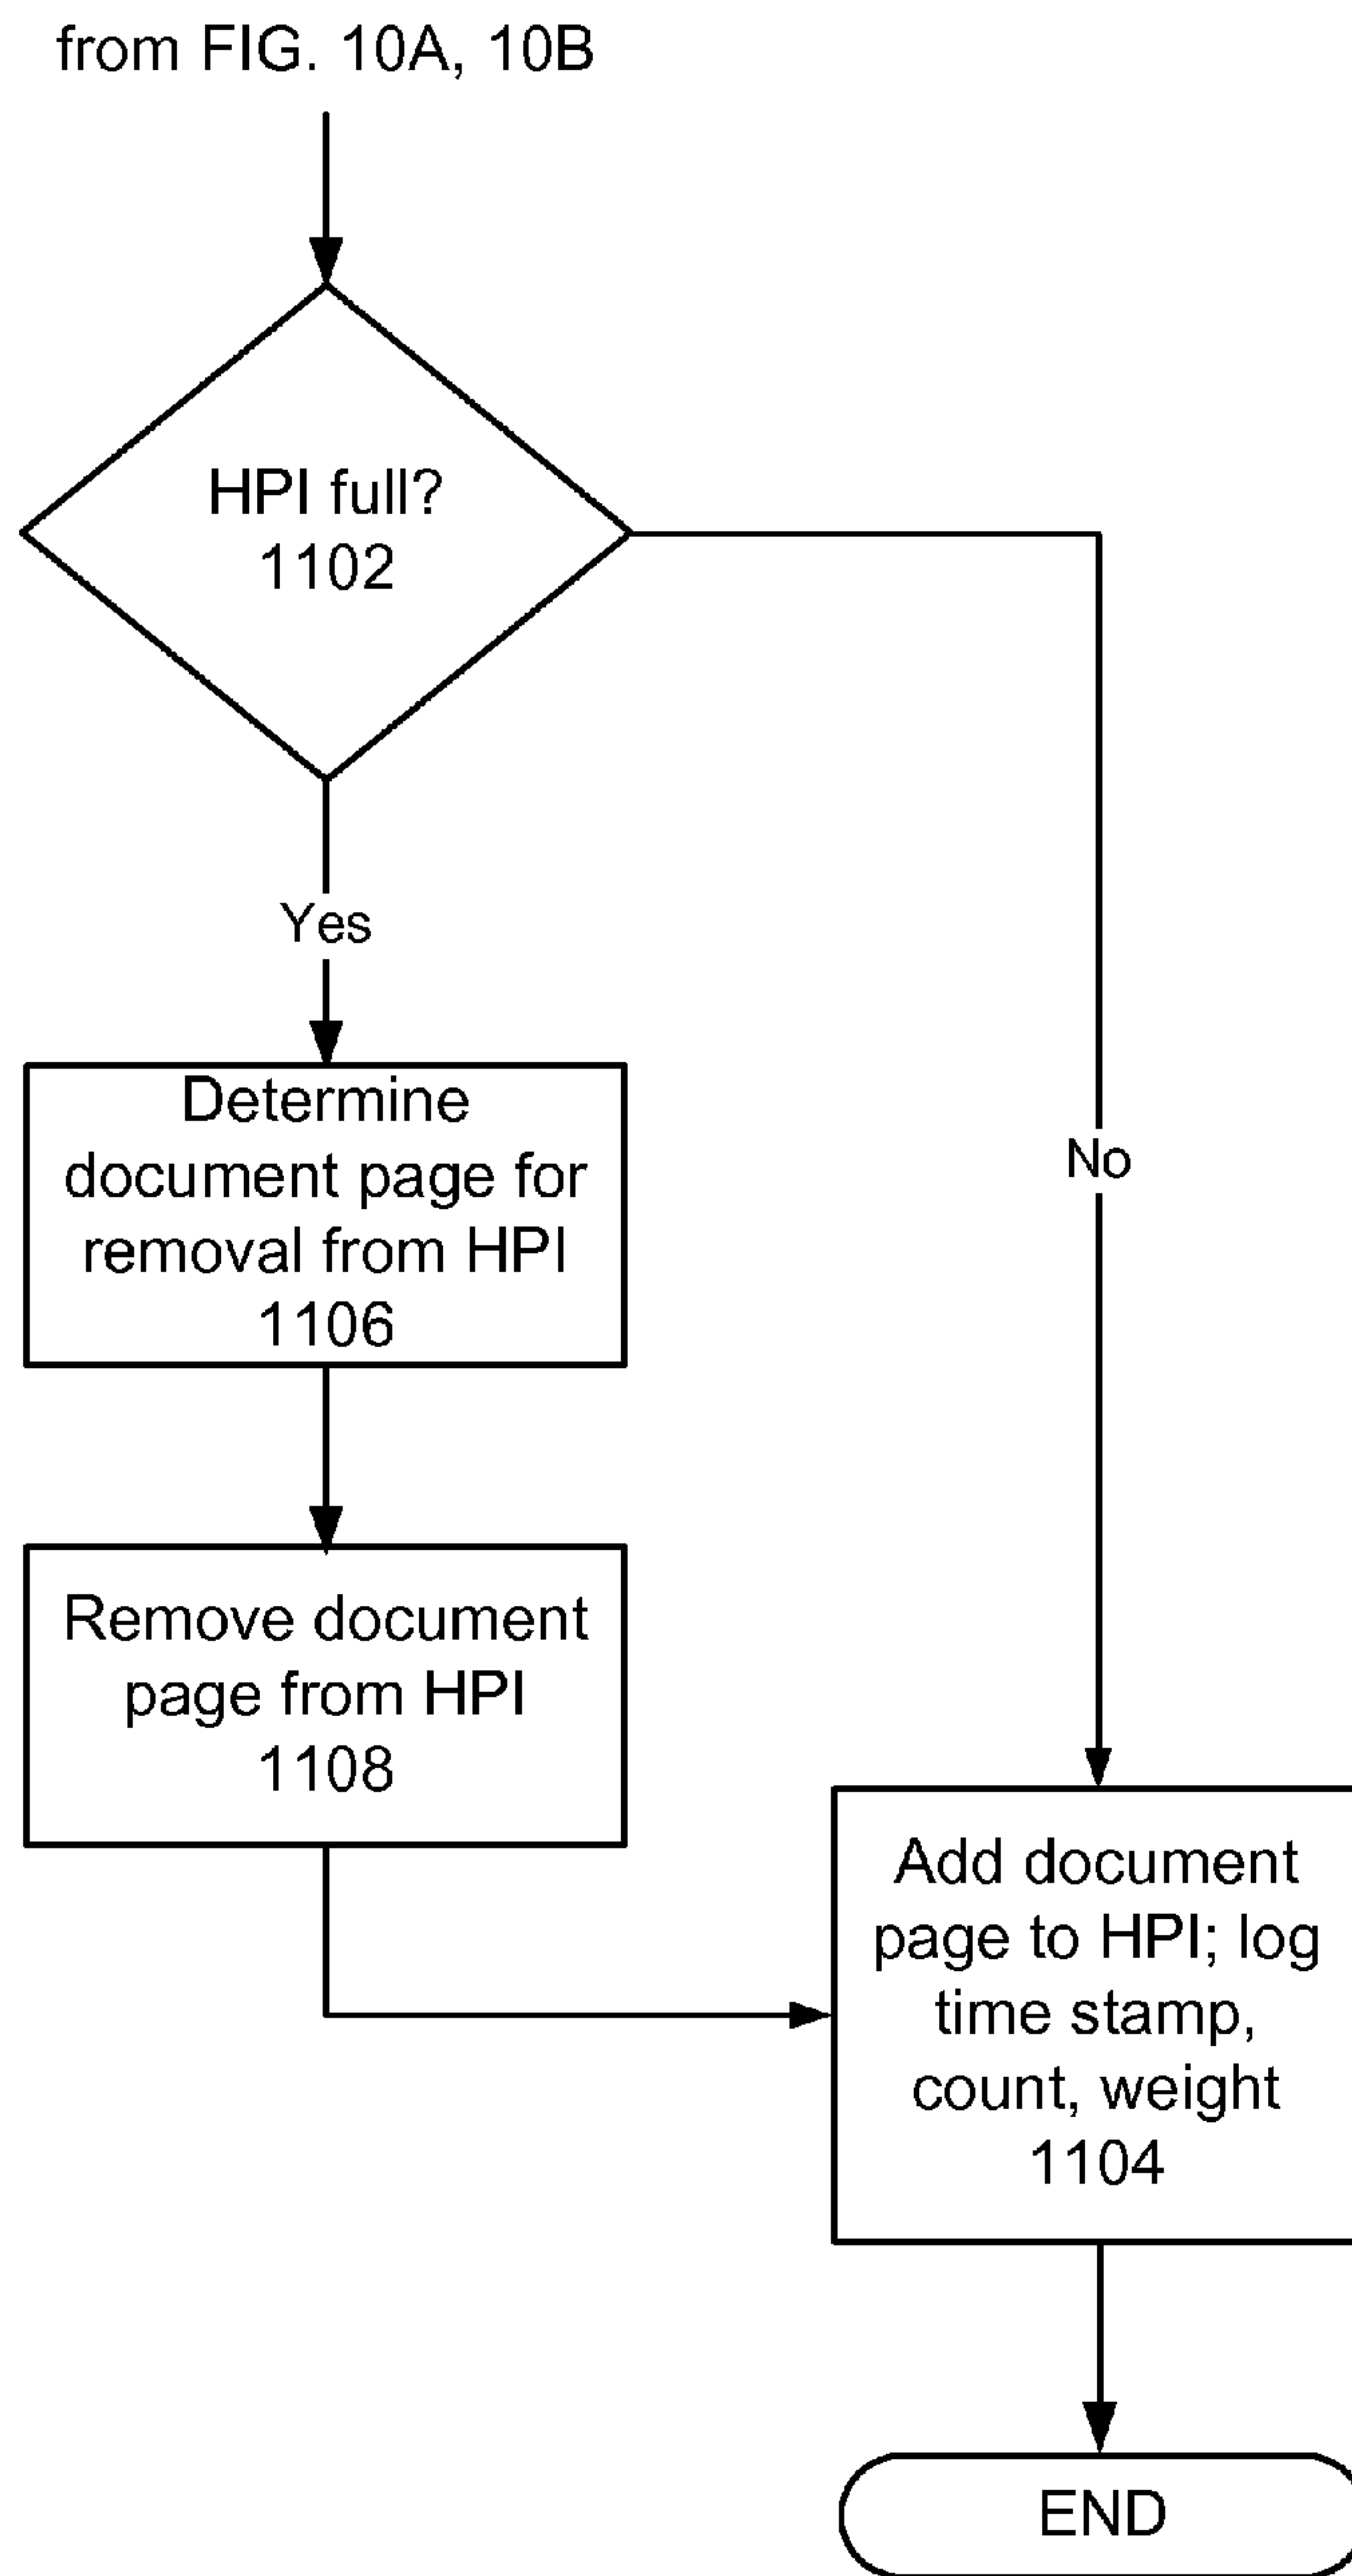 from FIG. 10A, 10B
HPI full?
1102
Yes
Determine
document page for
removal from HPI
1106
No
Remove document
page from HPI
1108
Add document
page to HPI; log
time stamp,
count, weight
1104
END